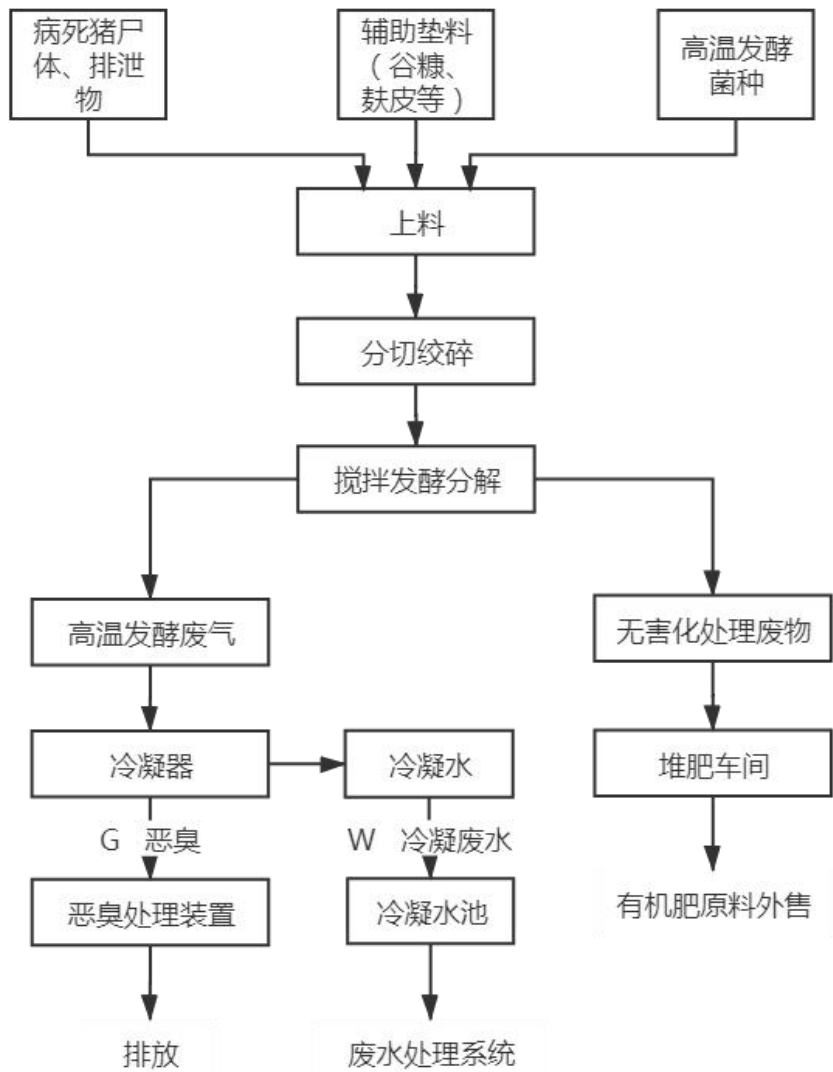 病死猪尸
体、排泄
物
辅助垫料
（谷糠、
麸皮等）
高温发酵
菌种
上料
分切绞碎
搅拌发酵分解
高温发酵废气
无害化处理废物
冷凝器
冷凝水
堆肥车间
G 恶臭
W 冷凝废水
恶臭处理装置
冷凝水池
有机肥原料外售
排放
废水处理系统